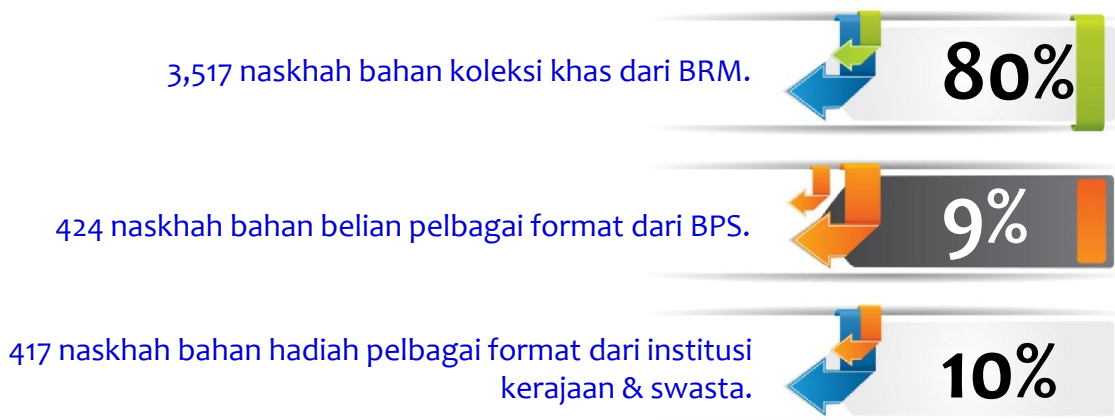 3,517 naskhah bahan koleksi khas dari BRM.
80%
424 naskhah bahan belian pelbagai format dari BPS.
9%
417 naskhah bahan hadiah pelbagai format dari institusi
kerajaan & swasta.
10%